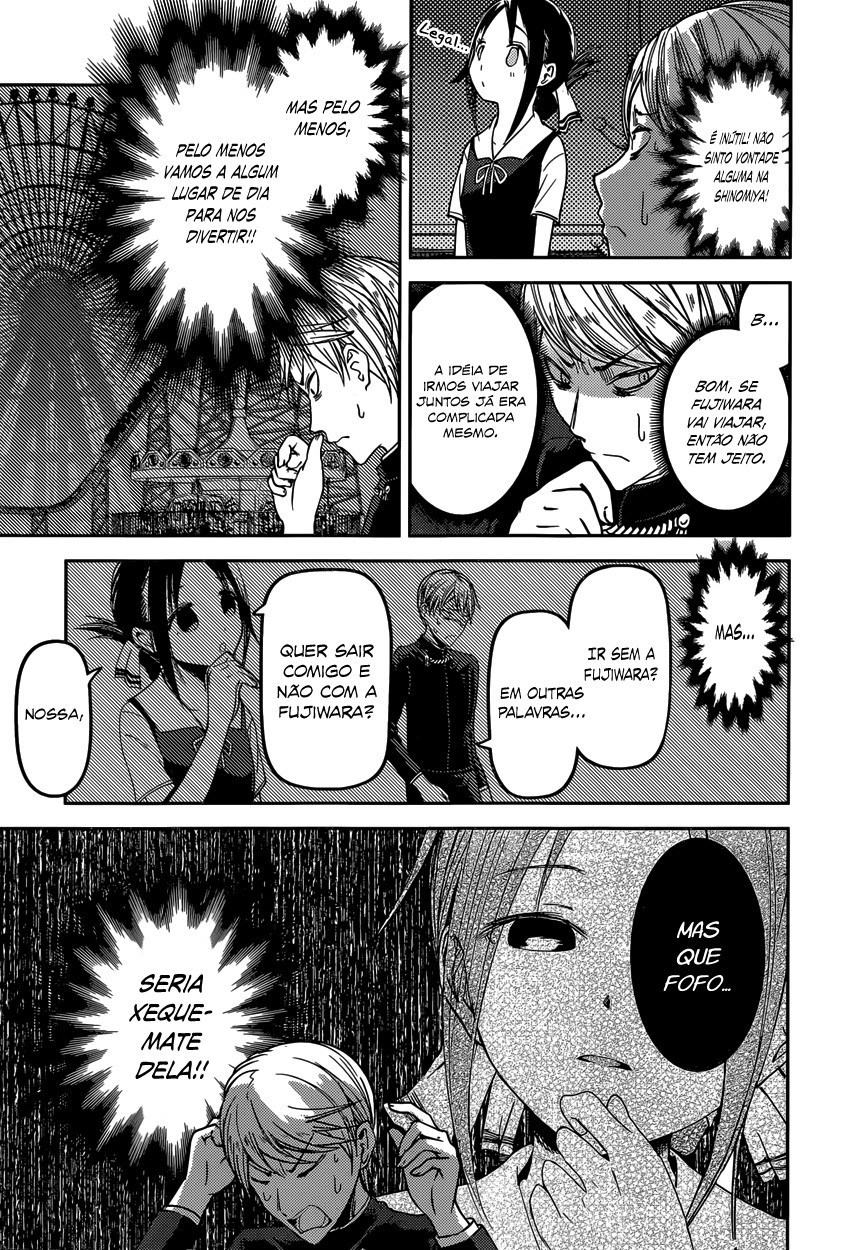 Legal...
É INÚTIL! NÃO
SINTO VONTADE
ALGUMA NA
SHINOMIYA!
MAS PELO
MENOS,
PELO MENOS
VAMOS A ALGUM
LUGAR DE DIA
PARA NOS
DIVERTIR!!
B...
BOM, SE
FUJIWARA
VAI VIAJAR,
ENTÃO NÃO
TEM JEITO.
A IDÉIA DE
IRMOS VIAJAR
JUNTOS JÁ ERA
COMPLICADA
MESMO.
MAS...
IR SEM A
FUJIWARA?
EM OUTRAS
PALAVRAS...
QUER SAIR
COMIGO E
NÃO COM A
FUJIWARA?
NOSSA,
MAS
QUE
FOFO...
SERIA
XEQUE-
MATE
DELA!!